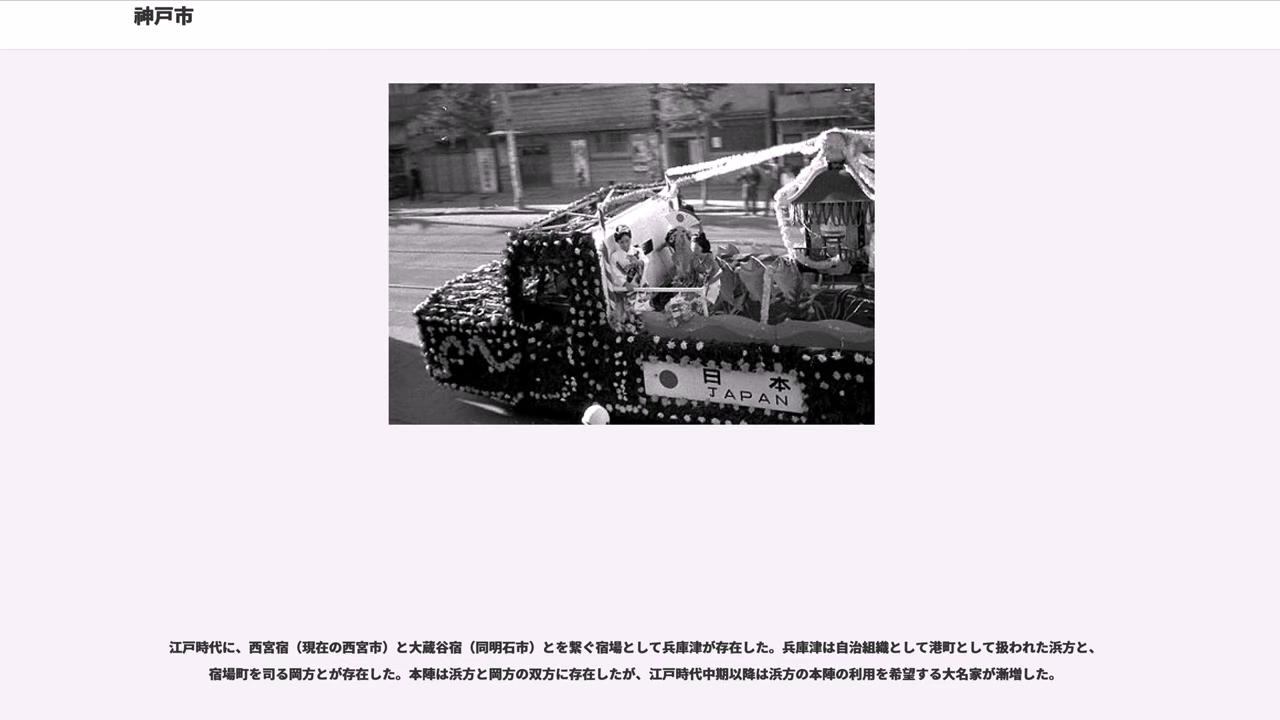 神戸市
日本
JAPAN
江戸時代に、西宮宿（現在の西宮市）と大蔵谷宿（同明石市）とを繋ぐ宿場として兵庫津が存在した。兵庫津は自治組織として港町として扱われた浜方と、
宿場町を司る岡方とが存在した。本陣は浜方と岡方の双方に存在したが、江戸時代中期以降は浜方の本陣の利用を希望する大名家が漸増した。